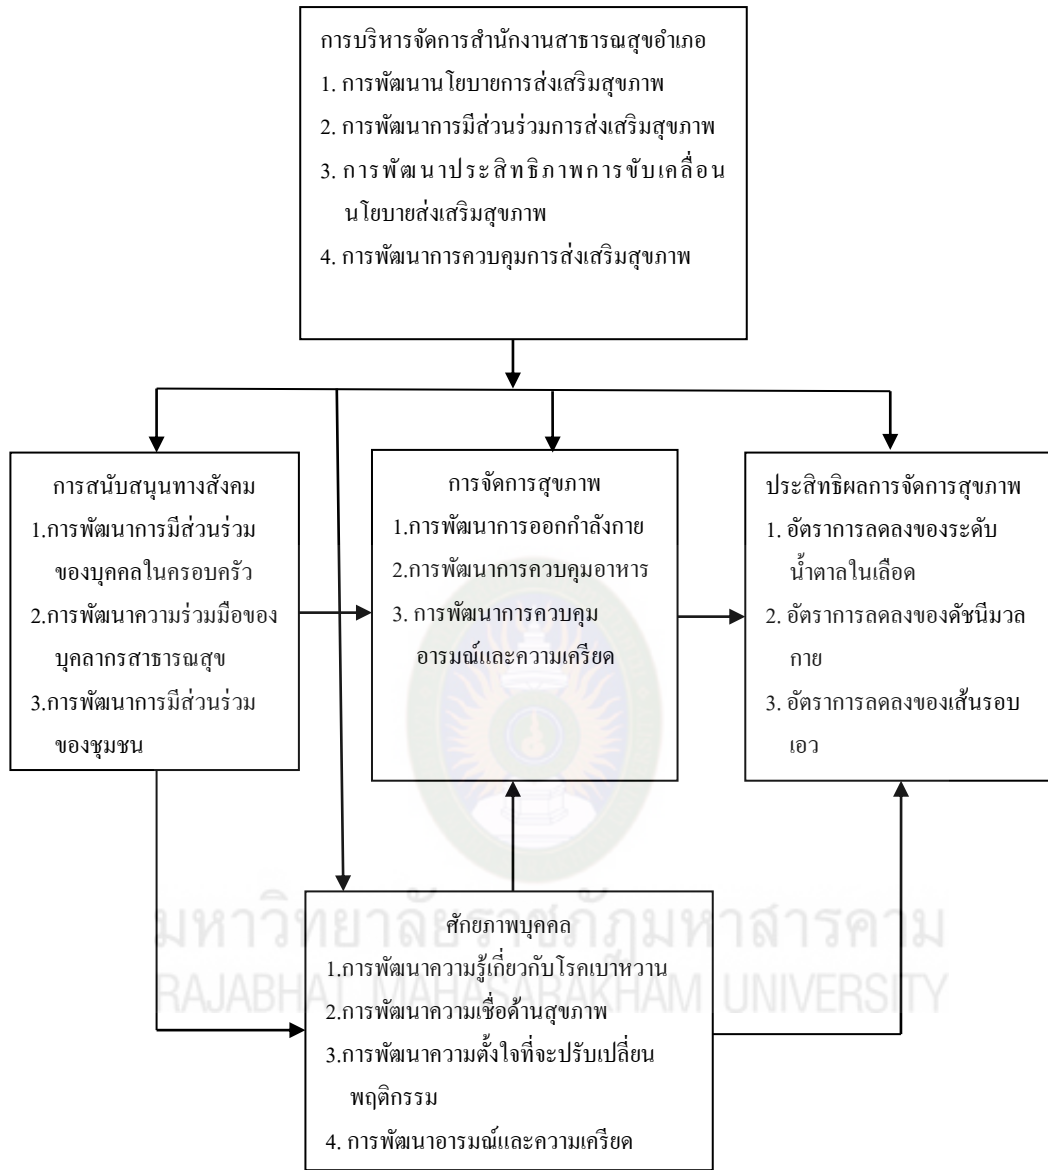 การบริหารจัดการสำนักงานสาธารณสุขอำเภอ
1. การพัฒนานโยบายการส่งเสริมสุขภาพ
2. การพัฒนาการมีส่วนร่วมการส่งเสริมสุขภาพ
3. การพัฒนาประสิทธิภาพการขับเคลื่อน
นโยบายส่งเสริมสุขภาพ
4. การพัฒนาการควบคุมการส่งเสริมสุขภาพ
การสนับสนุนทางสังคม
1.การพัฒนาการมีส่วนร่วม
ของบุคคลในครอบครัว
2.การพัฒนาความร่วมมือของ
บุคลากรสาธารณสุข
3.การพัฒนาการมีส่วนร่วม
ของชุมชน
การจัดการสุขภาพ
1.การพัฒนาการออกกำลังกาย
2.การพัฒนาการควบคุมอาหาร
3. การพัฒนาการควบคุม
อารมณ์และความเครียด
ประสิทธิผลการจัดการสุขภาพ
1. อัตราการลดลงของระดับ
น้ำตาลในเลือด
2. อัตราการลดลงของดัชนีมวล
กาย
3. อัตราการลดลงของเส้นรอบ
เอว
ศักยภาพบุคคล
1.การพัฒนาความรู้เกี่ยวกับโรคเบาหวาน
2.การพัฒนาความเชื่อด้านสุขภาพ
3.การพัฒนาความตั้งใจที่จะปรับเปลี่ยน
พฤติกรรม
4. การพัฒนาอารมณ์และความเครียด
มหาวิทยาลัยราชภัฏมหาสารคาม
RAJABHAT MAHASARAKHAM UNIVERSITY